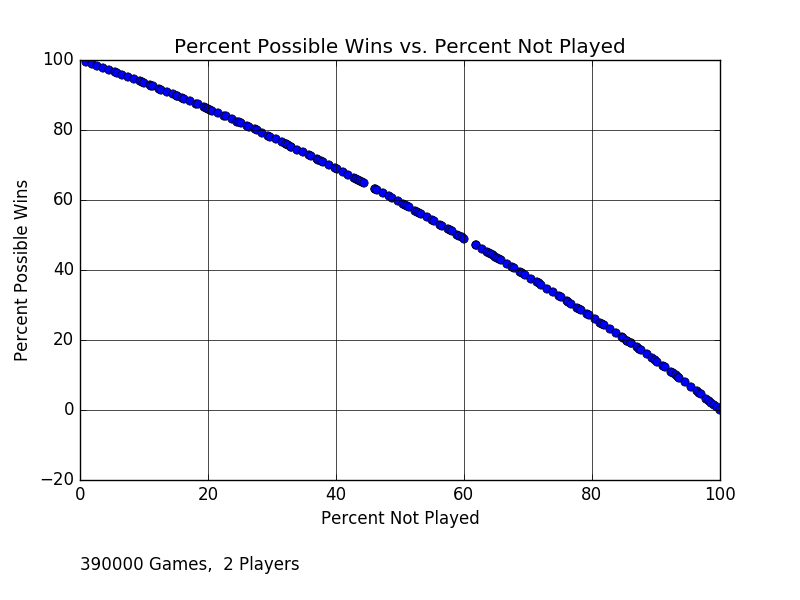 Percent Possible Wins vs. Percent Not Played
100
80
60
40
20
0
−20
Percent Possible Wins
0 20 40 60 80 100
Percent Not Played
390000 Games,  2 Players